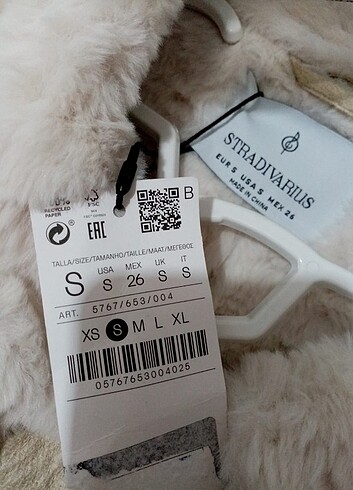 STRADIVARIUS
EUR S USA S MEX 26
MADE IN CHINA
RECYCLED
PAPER
FSC
EAC
B
TALLA/SIZE/TAMANHO/TAILLE/MAAT/ΜΕΓΕΘΟΣ
USA MEX UK IT
S S 26 S S
ART. 5767/653/004
XS S M L XL
05767653004025